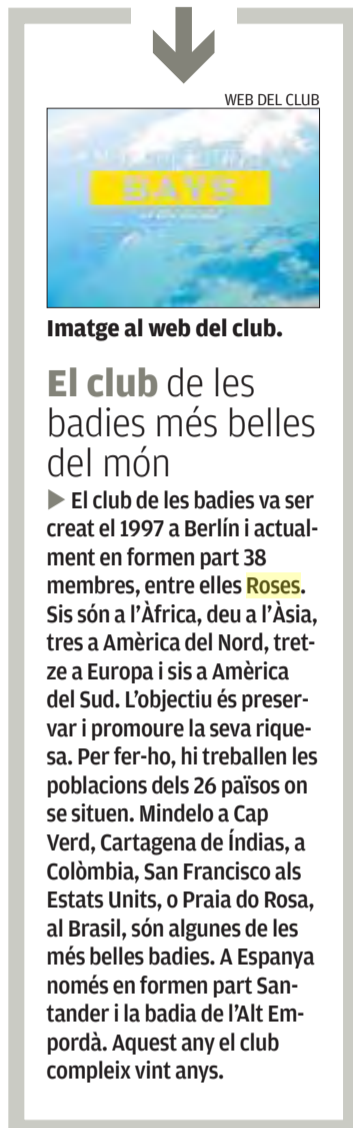 WEB DEL CLUB
BAYS
Imatge al web del club.
El club de les
badies més belles
del món
▶ El club de les badies va ser
creat el 1997 a Berlín i actual-
ment en formen part 38
membres, entre elles Roses.
Sis són a l’Àfrica, deu a l’Àsia,
tres a Amèrica del Nord, tret-
ze a Europa i sis a Amèrica
del Sud. L’objectiu és preser-
var i promoure la seva rique-
sa. Per fer-ho, hi treballen les
poblacions dels 26 països on
se situen. Mindelo a Cap
Verd, Cartagena de Índias, a
Colòmbia, San Francisco als
Estats Units, o Praia do Rosa,
al Brasil, són algunes de les
més belles badies. A Espanya
només en formen part San-
tander i la badia de l’Alt Em-
pordà. Aquest any el club
compleix vint anys.